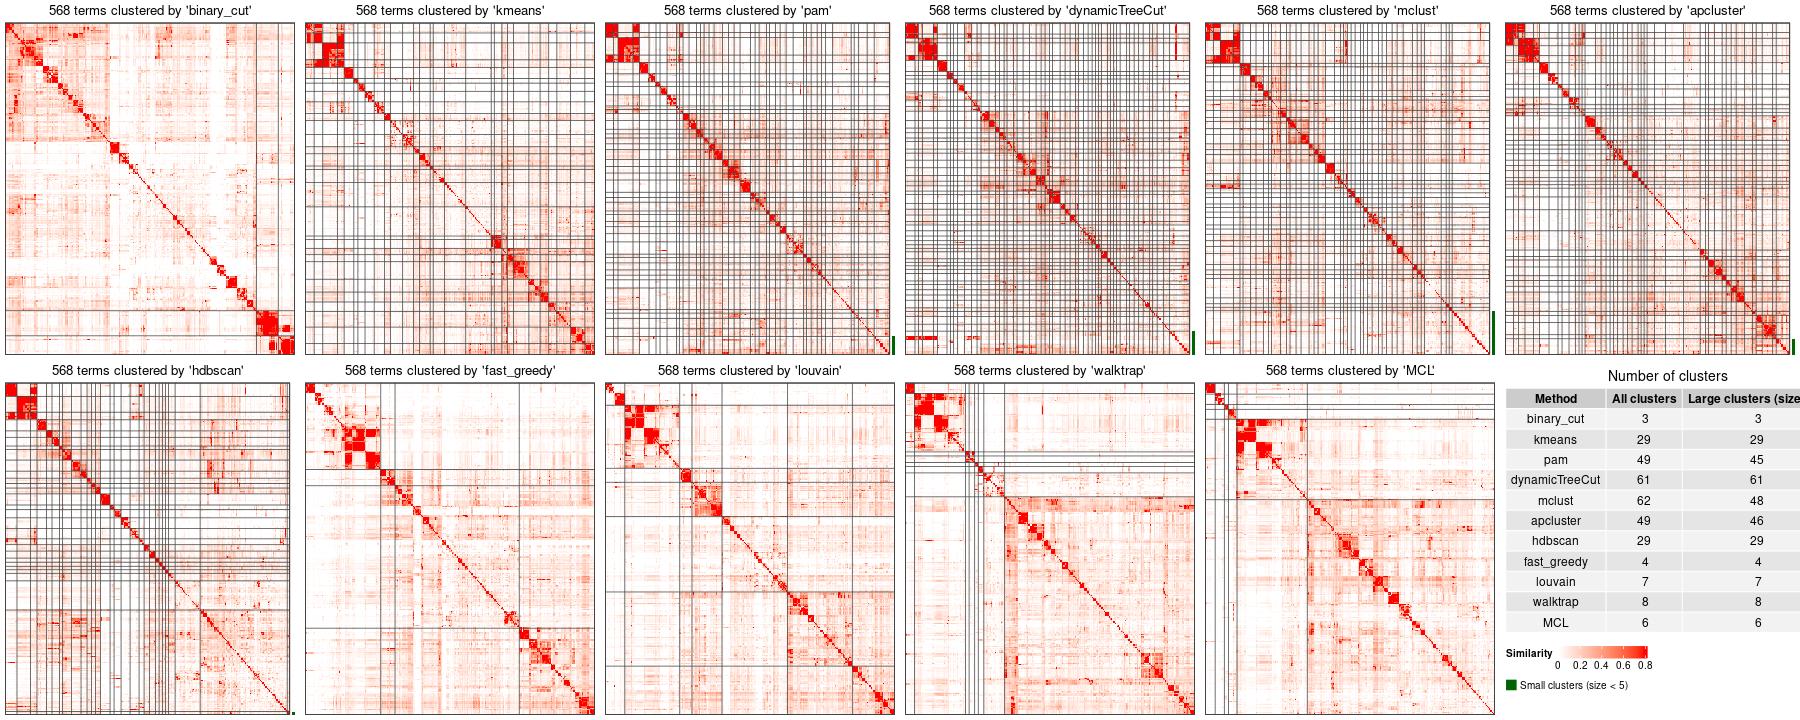 568 terms clustered by 'binary_cut'
568 terms clustered by 'kmeans'
568 terms clustered by 'pam'
568 terms clustered by 'dynamicTreeCut'
568 terms clustered by 'mclust'
568 terms clustered by 'apcluster'
568 terms clustered by 'hdbscan'
568 terms clustered by 'fast_greedy'
568 terms clustered by 'louvain'
568 terms clustered by 'walktrap'
568 terms clustered by 'MCL'
Number of clusters
Method All clusters Large clusters (size
binary_cut 3 3
kmeans 29 29
pam 49 45
dynamicTreeCut 61 61
mclust 62 48
apcluster 49 46
hdbscan 29 29
fast_greedy 4 4
louvain 7 7
walktrap 8 8
MCL 6 6
Similarity
0 0.2 0.4 0.6 0.8
Small clusters (size < 5)